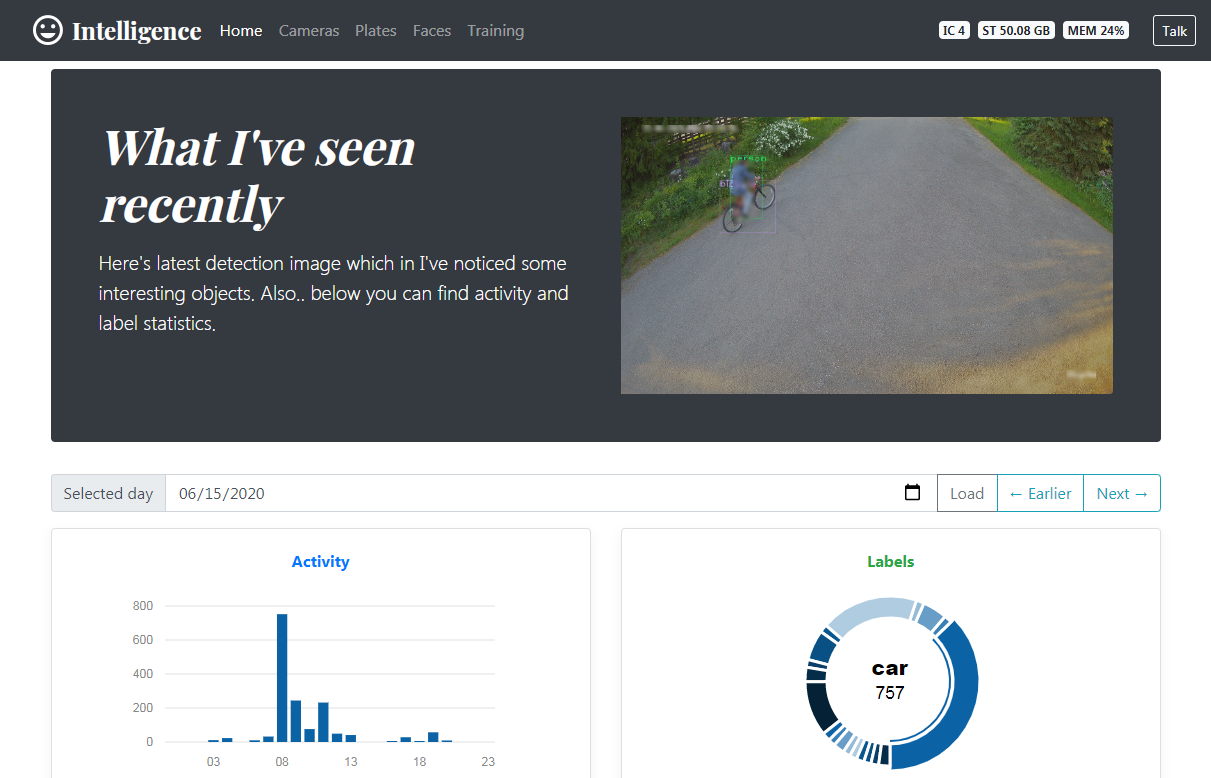 Intelligence Home Cameras Plates Faces Training IC 4 ST 50.08 GB MEM 24% Talk
What I've seen
recently
Here's latest detection image which in I've noticed some
interesting objects. Also.. below you can find activity and
label statistics.
person
Selected day 06/15/2020 Load ← Earlier Next →
Activity
800
600
400
200
0
03 08 13 18 23
Labels
car
757